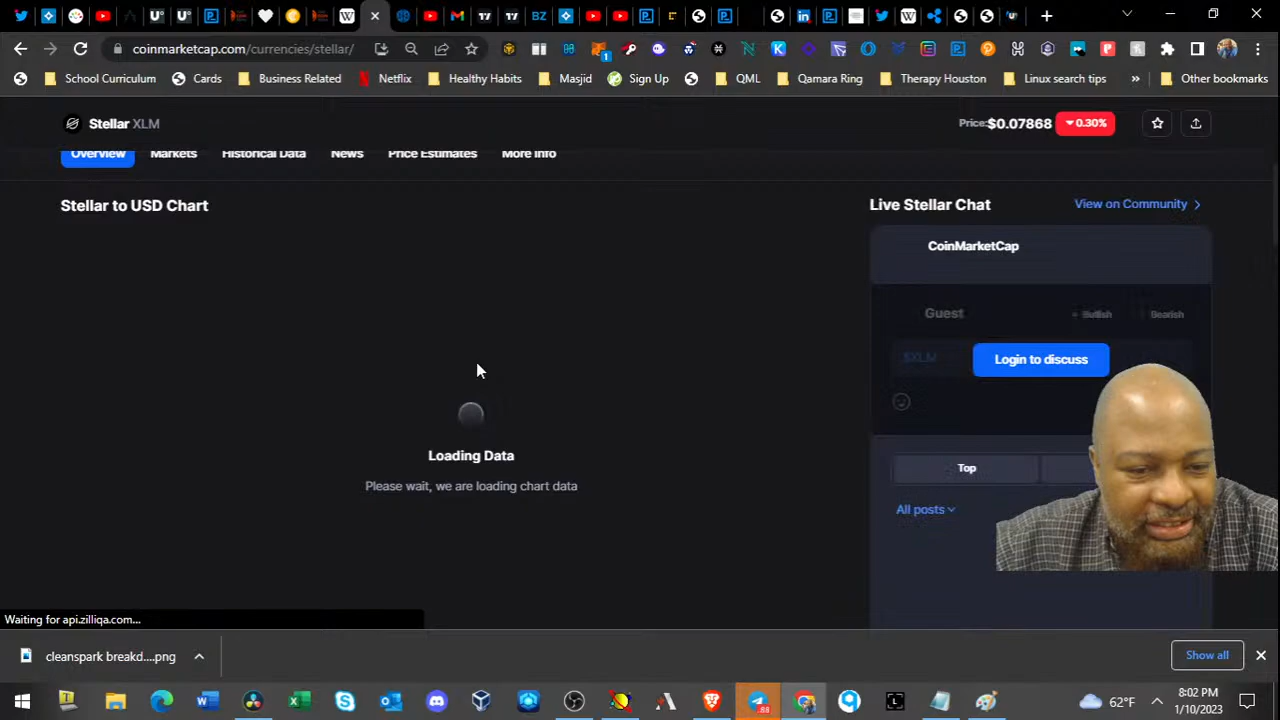 coinmarketcap.com/currencies/stellar/
School Curriculum Cards Business Related Netflix Healthy Habits Masjid Sign Up QML Qamara Ring Therapy Houston Linux search tips » Other bookmarks
Stellar XLM
Price:$0.07868 0.30%
Overview Markets Historical Data News Price Estimates More Info
Stellar to USD Chart
Live Stellar Chat View on Community
CoinMarketCap
Guest Bullish Bearish
$XLM Login to discuss
Loading Data
Please wait, we are loading chart data
Top
All posts
Waiting for api.zilliqa.com...
cleanspark breakd....png
Show all
62°F
8:02 PM
1/10/2023